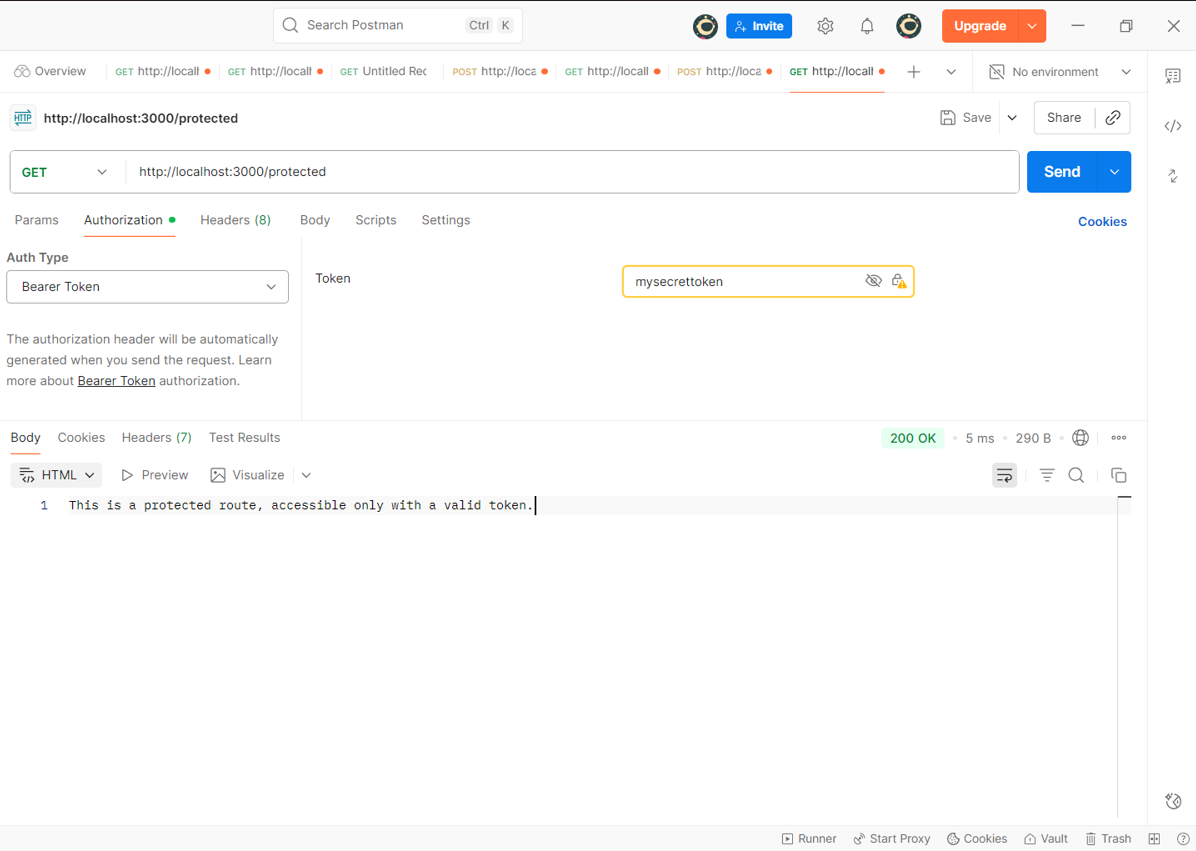 Search Postman Ctrl K Invite Upgrade
Overview GET http://locall GET http://locall GET Untitled Rec POST http://loca GET http://locall POST http://loca GET http://locall No environment
HTTP http://localhost:3000/protected Save Share
GET http://localhost:3000/protected Send
Params Authorization Headers (8) Body Scripts Settings Cookies
Auth Type
Bearer Token
Token mysecrettoken
The authorization header will be automatically
generated when you send the request. Learn
more about Bearer Token authorization.
Body Cookies Headers (7) Test Results 200 OK 5 ms 290 B
HTML Preview Visualize
1 This is a protected route, accessible only with a valid token.
Runner Start Proxy Cookies Vault Trash